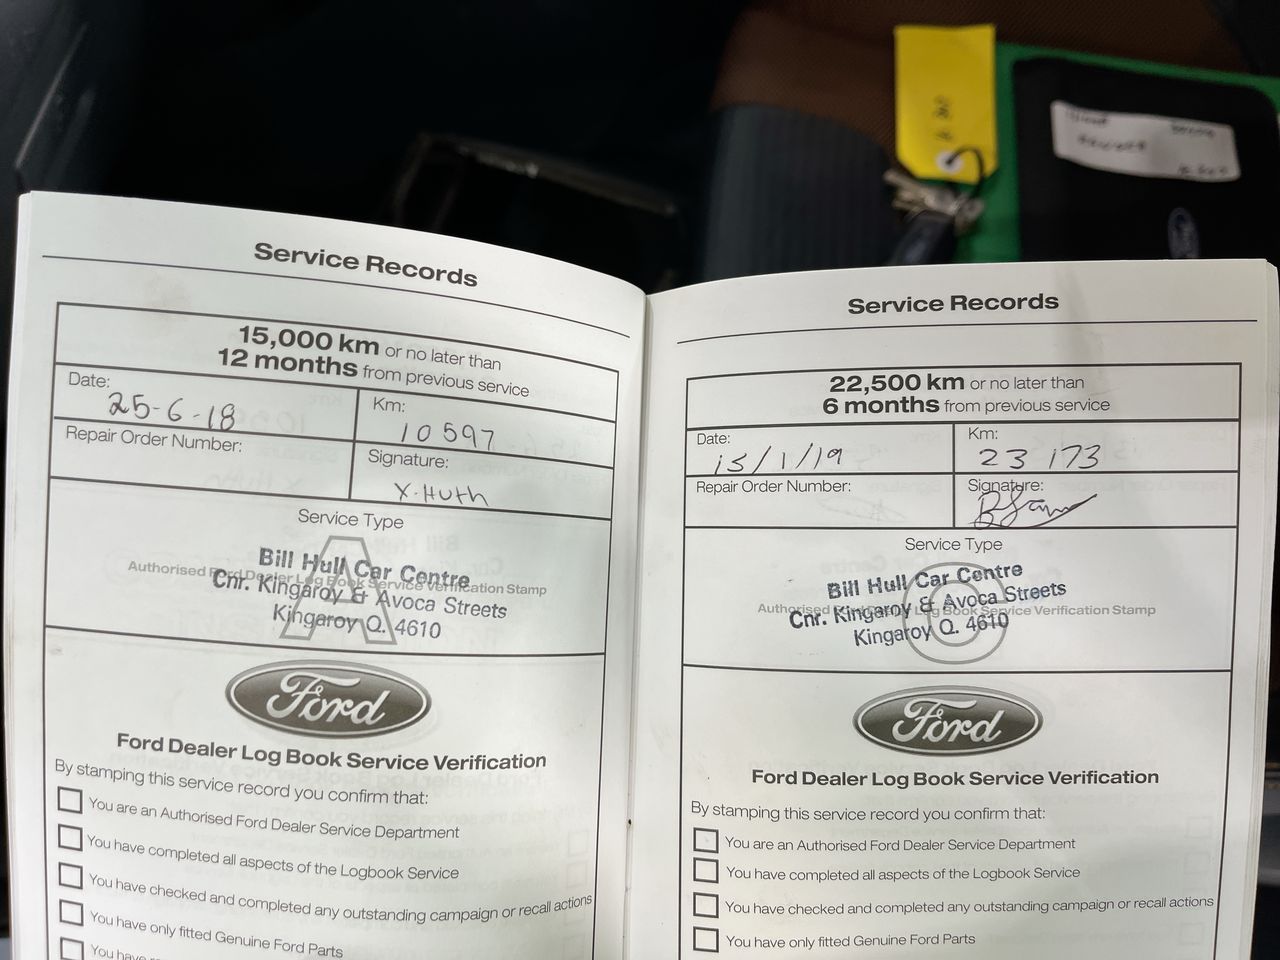 Service Records
15,000 km or no later than
12 months from previous service
Date:
25-6-18
Km:
10 597
Repair Order Number:
Signature:
X.Huth
Service Type
A
Authorised Ford Dealer Log Book Service Verification Stamp
Bill Hull Car Centre
Cnr. Kingaroy & Avoca Streets
Kingaroy Q. 4610
Ford
Ford Dealer Log Book Service Verification
By stamping this service record you confirm that:
You are an Authorised Ford Dealer Service Department
You have completed all aspects of the Logbook Service
You have checked and completed any outstanding campaign or recall actions
You have only fitted Genuine Ford Parts
You have
Service Records
22,500 km or no later than
6 months from previous service
Date:
15/1/19
Km:
23 173
Repair Order Number:
Signature:
Service Type
C
Authorised Ford Dealer Log Book Service Verification Stamp
Bill Hull Car Centre
Cnr. Kingaroy & Avoca Streets
Kingaroy Q. 4610
Ford
Ford Dealer Log Book Service Verification
By stamping this service record you confirm that:
You are an Authorised Ford Dealer Service Department
You have completed all aspects of the Logbook Service
You have checked and completed any outstanding campaign or recall actions
You have only fitted Genuine Ford Parts
Ford